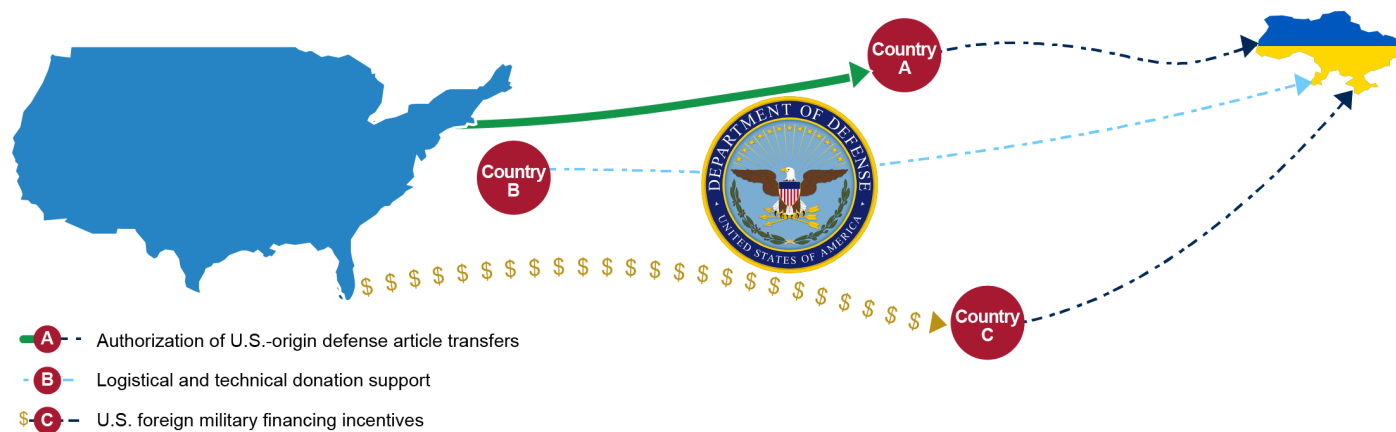 Country
A
Country
B
DEPARTMENT OF DEFENSE
UNITED STATES OF AMERICA
$ $ $ $ $ $ $ $ $ $ $ $ $ $ $ $ $ $ $ $ $ $ $ $
Country
C
A Authorization of U.S.-origin defense article transfers
B Logistical and technical donation support
$ C U.S. foreign military financing incentives